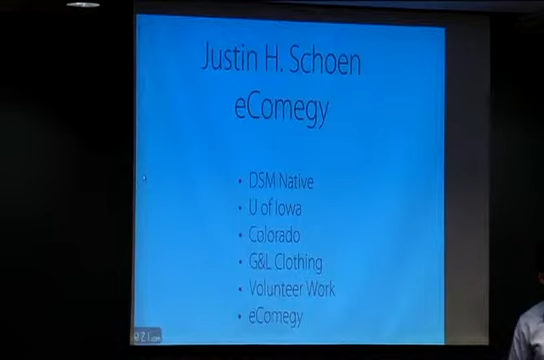 Justin H. Schoen
eComegy
• DSM Native
• U of Iowa
• Colorado
• G&L Clothing
• Volunteer Work
• eComegy